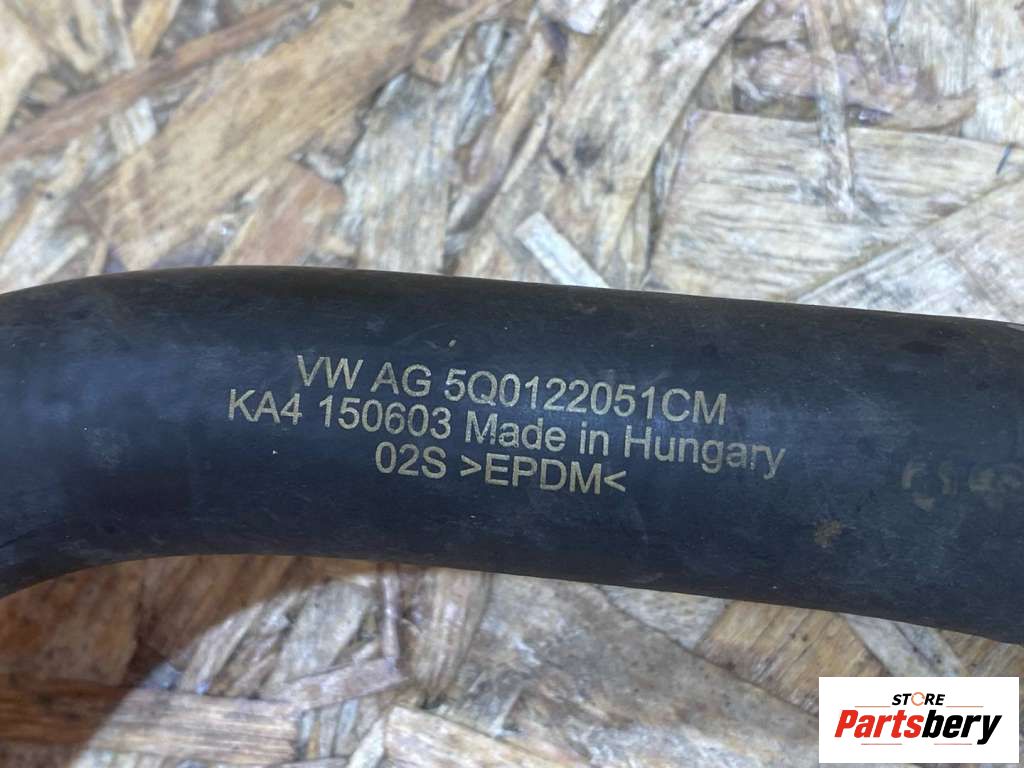 VW AG 5Q0122051CM
KA4 150603 Made in Hungary
02S >EPDM<
STORE
Partsbery